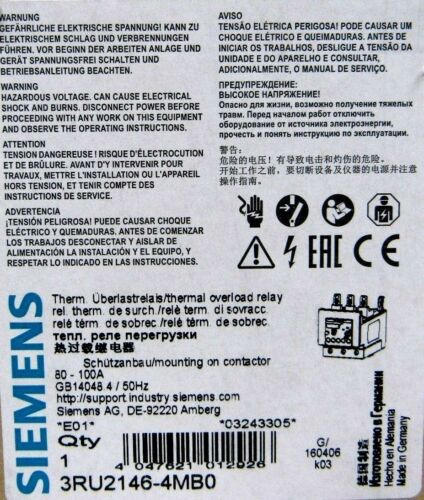 WARNUNG
GEFÄHRLICHE ELEKTRISCHE SPANNUNG! KANN ZU
ELEKTRISCHEM SCHLAG UND VERBRENNUNGEN
FÜHREN. VOR BEGINN DER ARBEITEN ANLAGE UND
GERÄT SPANNUNGSFREI SCHALTEN UND
BETRIEBSANLEITUNG BEACHTEN.
WARNING
HAZARDOUS VOLTAGE. CAN CAUSE ELECTRICAL
SHOCK AND BURNS. DISCONNECT POWER BEFORE
PROCEEDING WITH ANY WORK ON THIS EQUIPMENT
AND OBSERVE THE OPERATING INSTRUCTIONS.
ATTENTION
TENSION DANGEREUSE ! RISQUE D'ÉLECTROCUTION
ET DE BRÛLURE. AVANT D'Y INTERVENIR POUR
TRAVAUX, METTRE L'INSTALLATION OU L'APPAREIL
HORS TENSION, ET TENIR COMPTE DES
INSTRUCTIONS DE SERVICE.
ADVERTENCIA
¡TENSIÓN PELIGROSA! PUEDE CAUSAR CHOQUE
ELÉCTRICO Y QUEMADURAS. ANTES DE COMENZAR
LOS TRABAJOS DESCONECTAR Y AISLAR DE
ALIMENTACIÓN LA INSTALACIÓN Y EL EQUIPO, Y
RESPETAR LO INDICADO EN LAS INSTRUCCIONES.
AVISO
TENSÃO ELÉTRICA PERIGOSA! PODE CAUSAR UM
CHOQUE ELÉTRICO E QUEIMADURAS. ANTES DE
INICIAR OS TRABALHOS, DESLIGUE A TENSÃO DA
UNIDADE E DO APARELHO E CONSULTAR,
ADICIONALMENTE, O MANUAL DE SERVIÇO.
ПРЕДУПРЕЖДЕНИЕ:
ВЫСОКОЕ НАПРЯЖЕНИЕ!
Опасно для жизни, возможно получение тяжелых
травм. Перед началом работ отключить
оборудование от источника электроэнергии,
прочесть и понять инструкцию по эксплуатации.
警告:
危险的电压! 有导致电击和灼伤的危险。
开始工作之前, 要切断设备及仪器的电源并注意
操作指南。
EAC CE
SIEMENS
Therm. Überlastrelais/thermal overload relay
rel. therm. de surch./relè term. di sovracc.
relé térm. de sobrec./relé térm. de sobrec.
тепл. реле перегрузки
热过载继电器
Schützanbau/mounting on contactor
80 - 100A
GB14048.4 / 50Hz
http://support.industry.siemens.com
Siemens AG, DE-92220 Amberg
*E01* *03243305*
Qty
1
4 047621 012926
3RU2146-4MB0
G/
160406
k03
德国制造
Изготовлено в Германии
Hecho en Alemania
Made in Germany